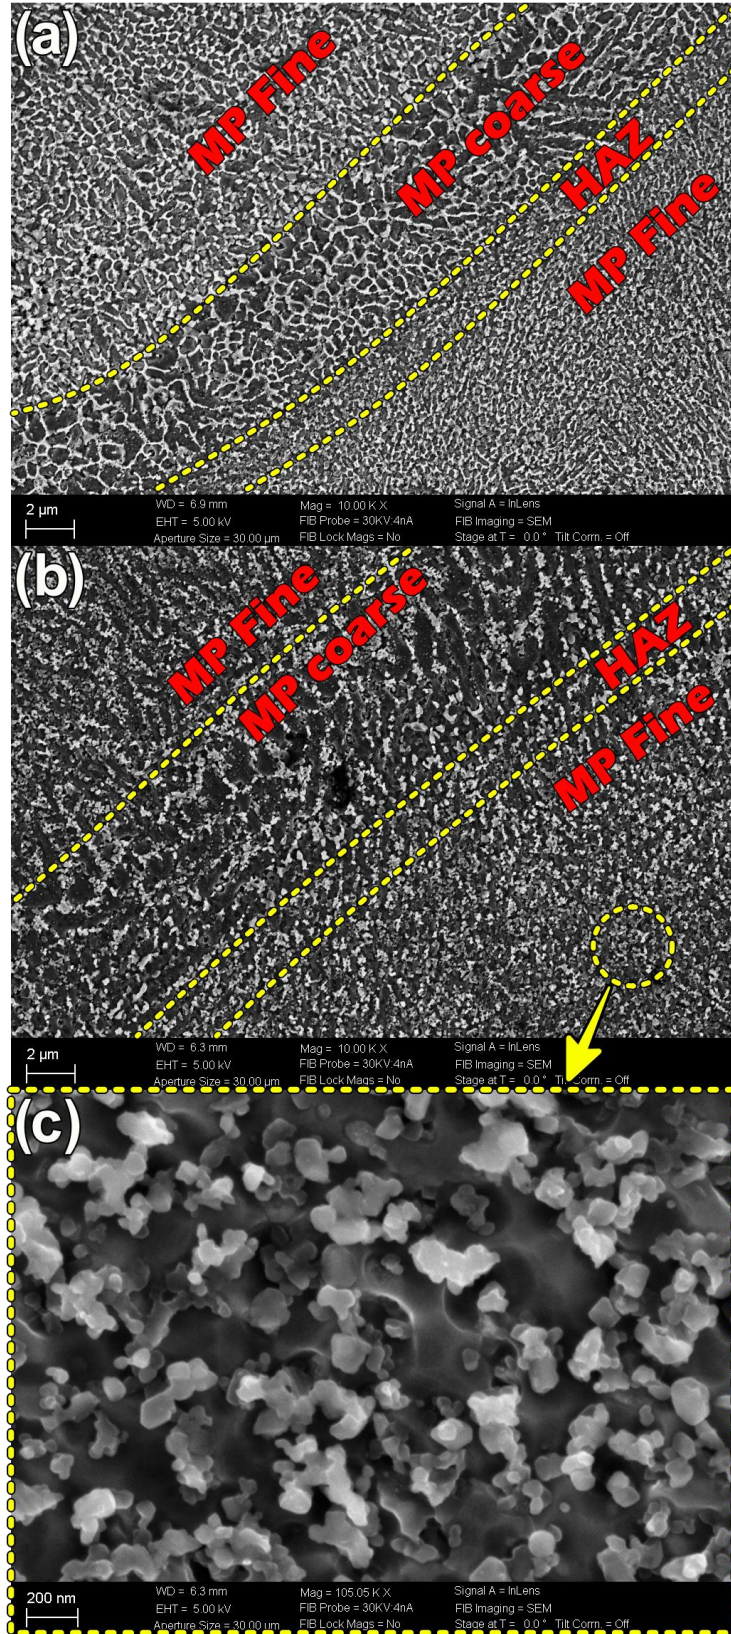 (a)
MP Fine
MP coarse
HAZ
MP Fine
2 µm
WD = 6.9 mm
Mag = 10.00 K X
Signal A = InLens
EHT = 5.00 kV
FIB Probe = 30KV:4nA
FIB Imaging = SEM
Aperture Size = 30.00 µm
FIB Lock Mags = No
Stage at T = 0.0 ° Tilt Corrn. = Off
(b)
MP Fine
MP coarse
HAZ
MP Fine
2 µm
WD = 6.3 mm
Mag = 10.00 K X
Signal A = InLens
EHT = 5.00 kV
FIB Probe = 30KV:4nA
FIB Imaging = SEM
Aperture Size = 30.00 µm
FIB Lock Mags = No
Stage at T = 0.0 ° Tilt Corrn. = Off
(c)
200 nm
WD = 6.3 mm
Mag = 105.05 K X
Signal A = InLens
EHT = 5.00 kV
FIB Probe = 30KV:4nA
FIB Imaging = SEM
Aperture Size = 30.00 µm
FIB Lock Mags = No
Stage at T = 0.0 ° Tilt Corrn. = Off